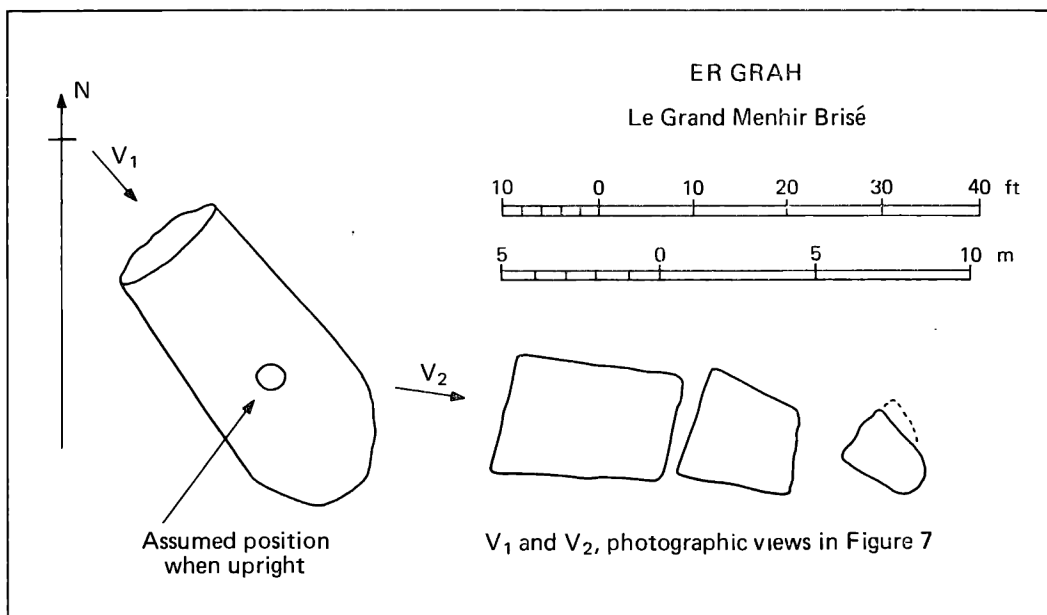 ER GRAH
Le Grand Menhir Brisé
N
V₁
10 0 10 20 30 40 ft
5 0 5 10 m
V₂
Assumed position
when upright
V₁ and V₂, photographic views in Figure 7